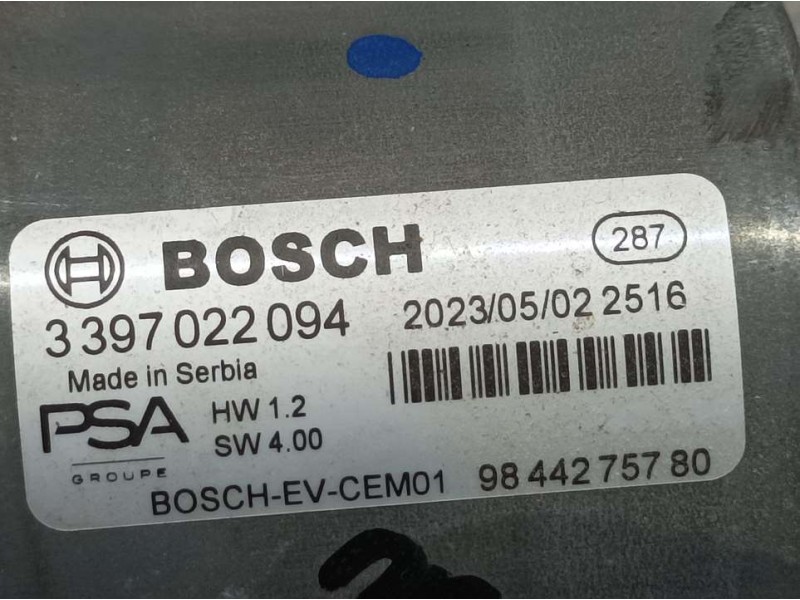 BOSCH
287
3 397 022 094
2023/05/02 2516
Made in Serbia
PSA
GROUPE
HW 1.2
SW 4.00
BOSCH-EV-CEM01
98 442 757 80